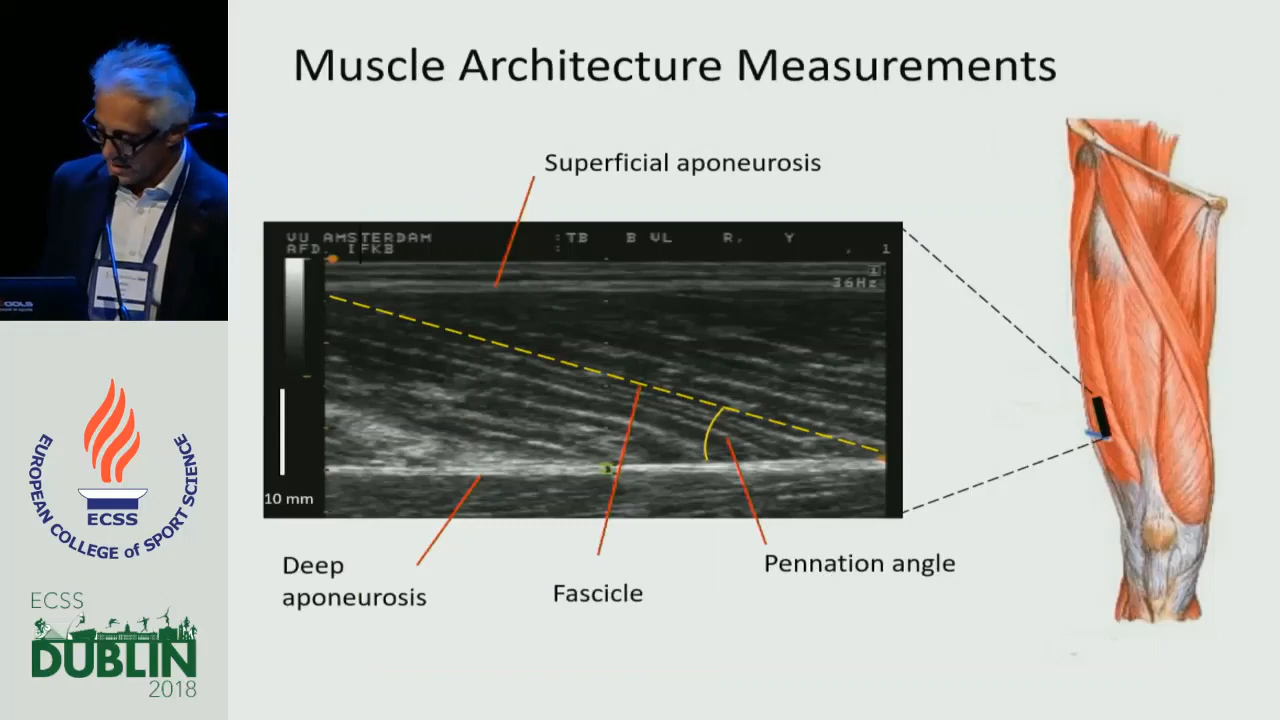 Muscle Architecture Measurements
Superficial aponeurosis
VU AMSTERDAM :TB B VL R, Y
AFD. IFKB : , 1
36Hz
10 mm
Deep
aponeurosis
Fascicle
Pennation angle
EUROPEAN COLLEGE of SPORT SCIENCE
ECSS
ECSS
DUBLIN
2018